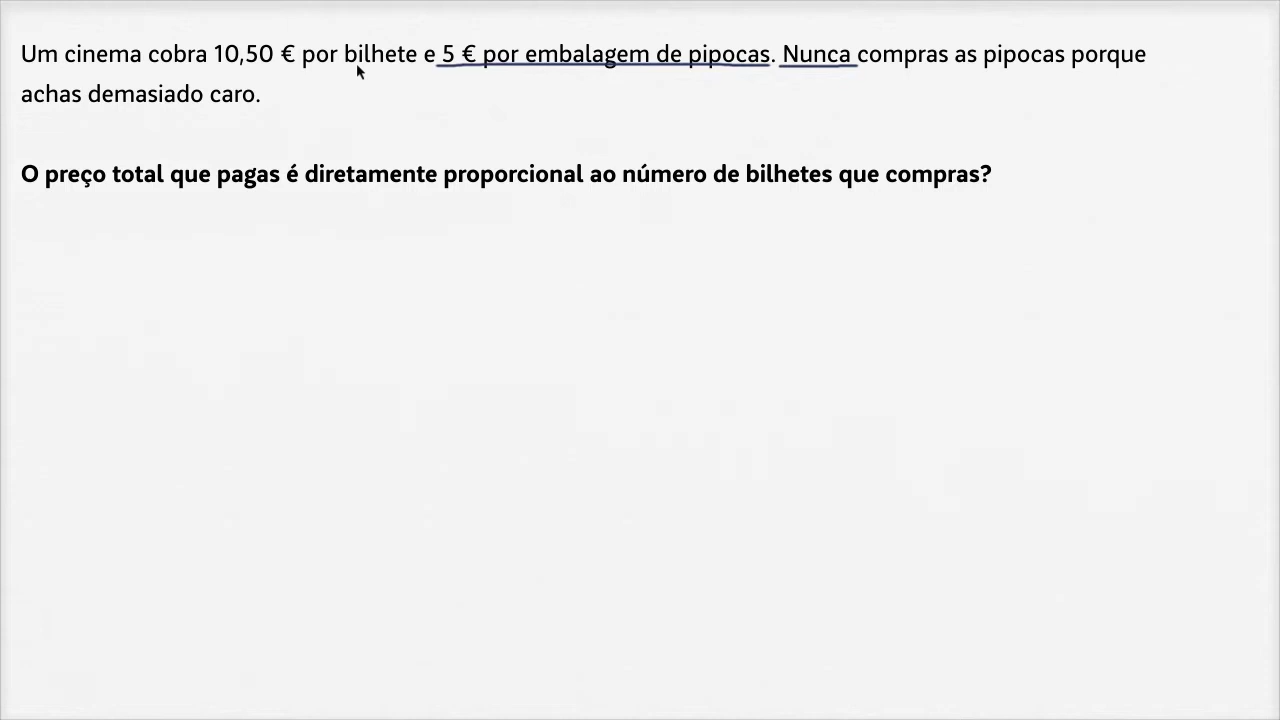 Um cinema cobra 10,50 € por bilhete e 5 € por embalagem de pipocas. Nunca compras as pipocas porque
achas demasiado caro.
O preço total que pagas é diretamente proporcional ao número de bilhetes que compras?